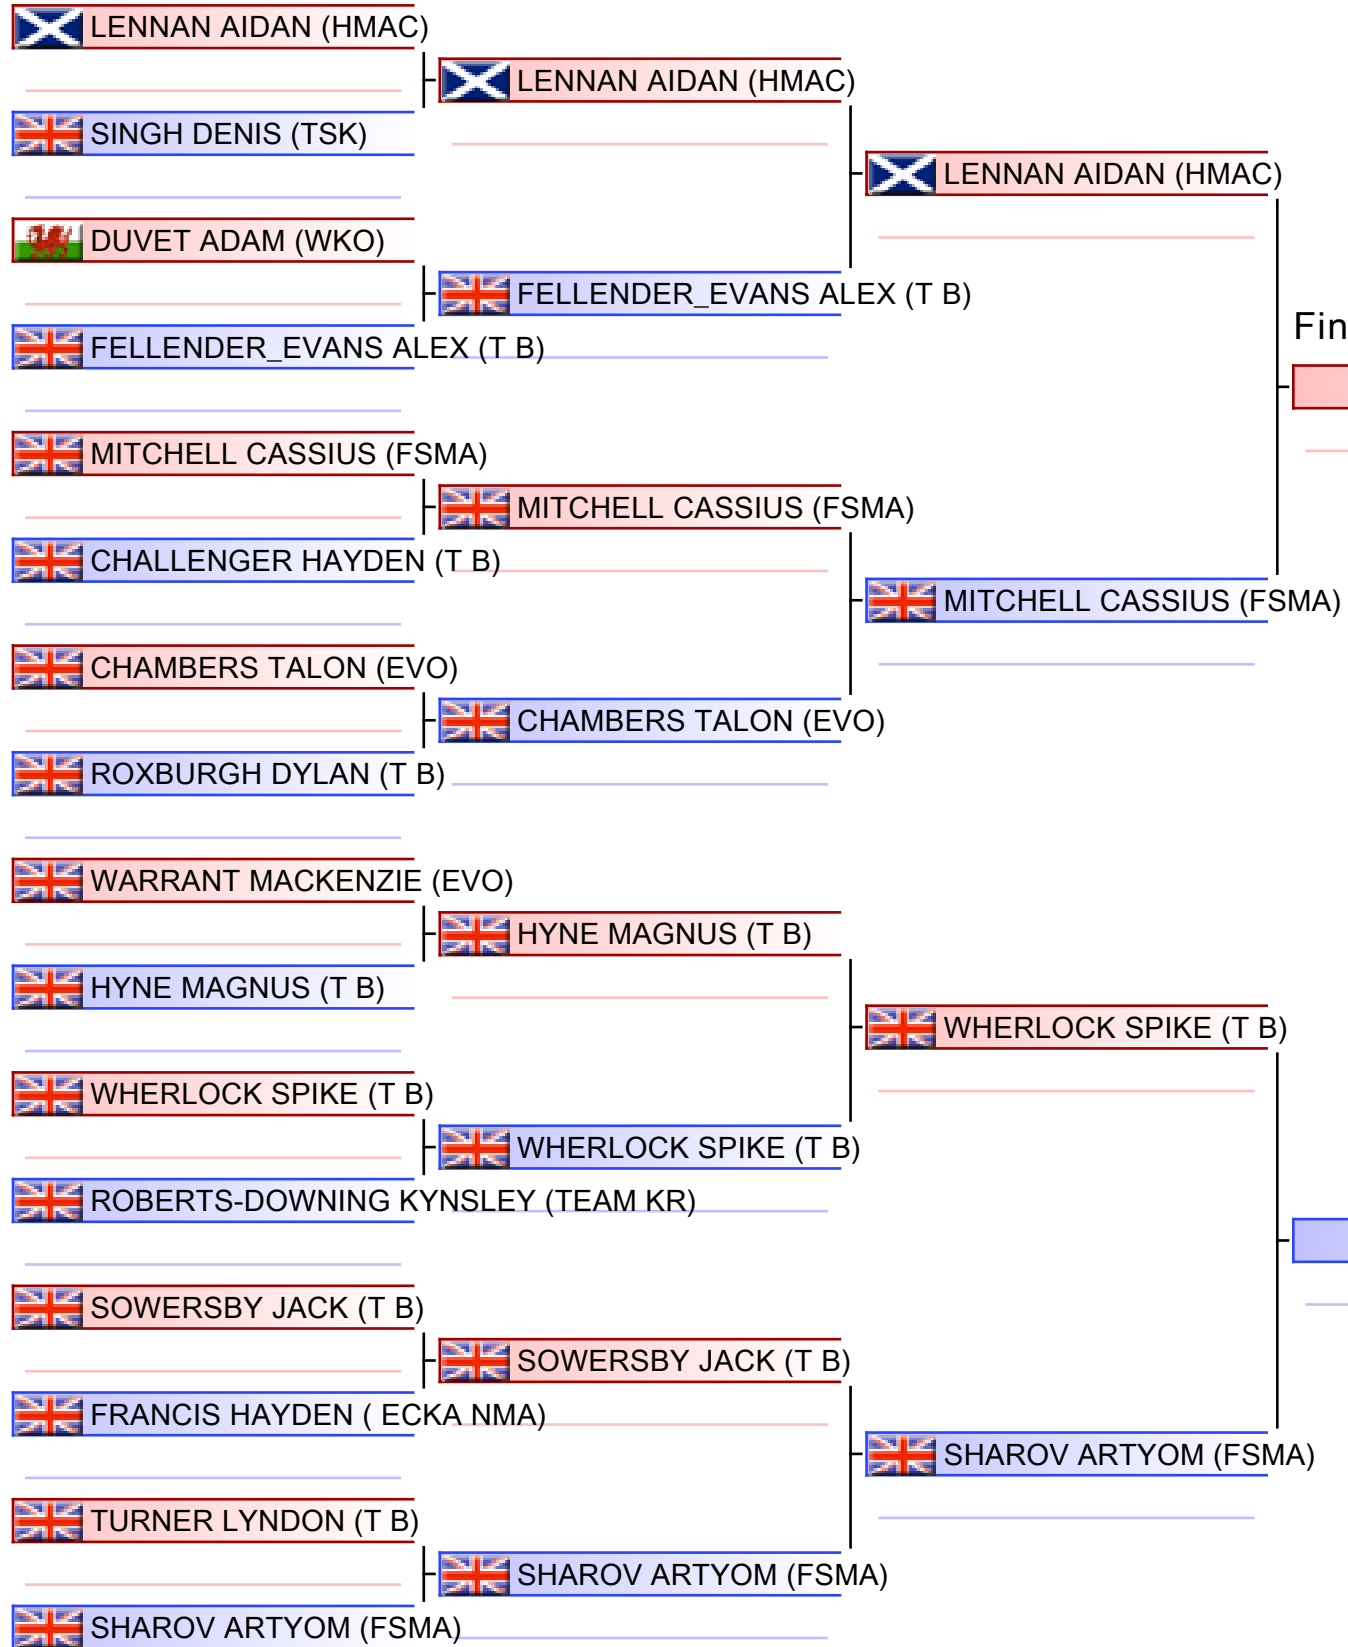 LENNAN AIDAN (HMAC)
LENNAN AIDAN (HMAC)
SINGH DENIS (TSK)
LENNAN AIDAN (HMAC)
DUVET ADAM (WKO)
FELLENDER_EVANS ALEX (T B)
Fin
FELLENDER_EVANS ALEX (T B)
MITCHELL CASSIUS (FSMA)
MITCHELL CASSIUS (FSMA)
CHALLENGER HAYDEN (T B)
MITCHELL CASSIUS (FSMA)
CHAMBERS TALON (EVO)
CHAMBERS TALON (EVO)
ROXBURGH DYLAN (T B)
WARRANT MACKENZIE (EVO)
HYNE MAGNUS (T B)
HYNE MAGNUS (T B)
WHERLOCK SPIKE (T B)
WHERLOCK SPIKE (T B)
WHERLOCK SPIKE (T B)
ROBERTS-DOWNING KYNSLEY (TEAM KR)
SOWERSBY JACK (T B)
SOWERSBY JACK (T B)
FRANCIS HAYDEN ( ECKA NMA)
SHAROV ARTYOM (FSMA)
TURNER LYNDON (T B)
SHAROV ARTYOM (FSMA)
SHAROV ARTYOM (FSMA)